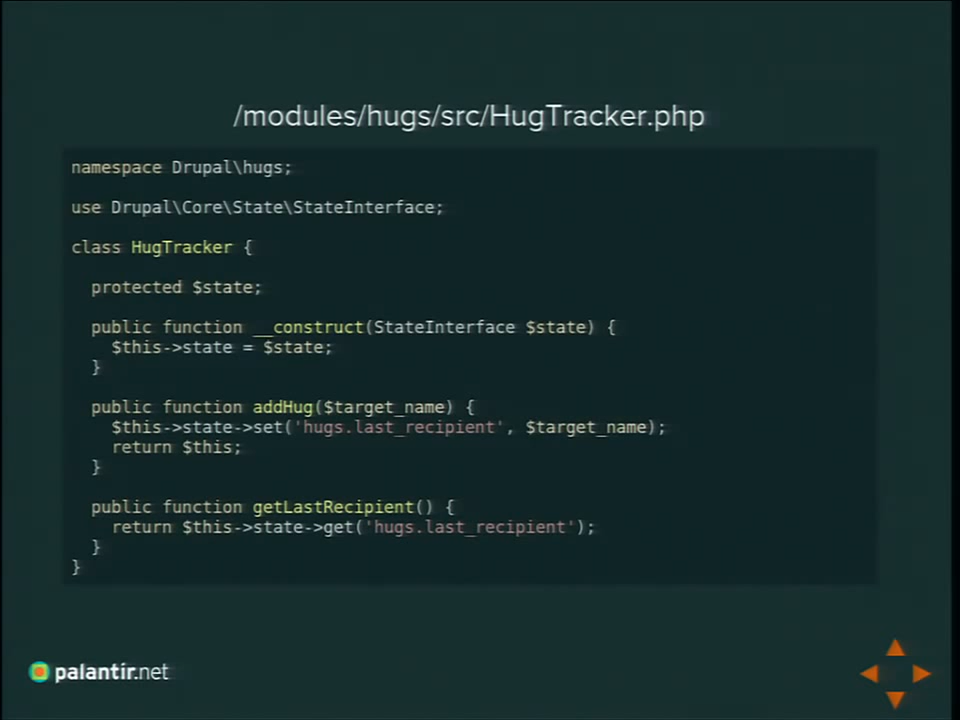 /modules/hugs/src/HugTracker.php
namespace Drupal\hugs;
use Drupal\Core\State\StateInterface;
class HugTracker {
protected $state;
public function __construct(StateInterface $state) {
$this->state = $state;
}
public function addHug($target_name) {
$this->state->set('hugs.last_recipient', $target_name);
return $this;
}
public function getLastRecipient() {
return $this->state->get('hugs.last_recipient');
}
}
palantir.net